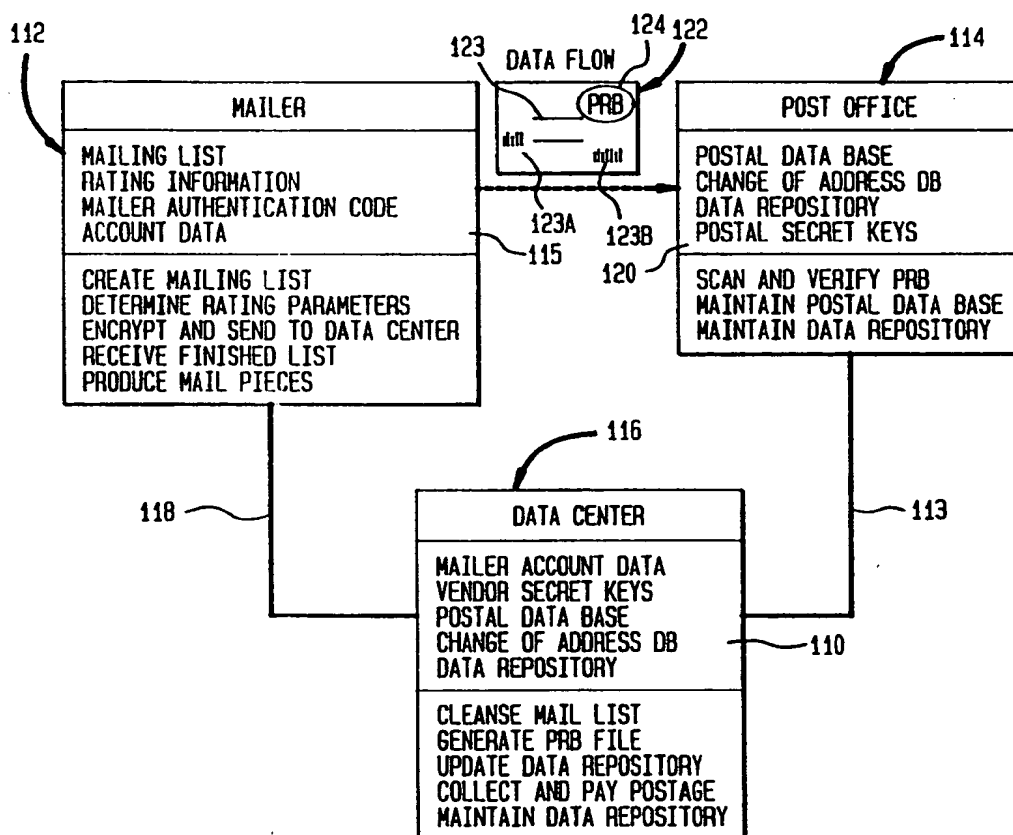 112
123
124
122
114
DATA FLOW
PRB
123A
123B
MAILER
MAILING LIST
RATING INFORMATION
MAILER AUTHENTICATION CODE
ACCOUNT DATA
115
CREATE MAILING LIST
DETERMINE RATING PARAMETERS
ENCRYPT AND SEND TO DATA CENTER
RECEIVE FINISHED LIST
PRODUCE MAIL PIECES
POST OFFICE
POSTAL DATA BASE
CHANGE OF ADDRESS DB
DATA REPOSITORY
POSTAL SECRET KEYS
120
SCAN AND VERIFY PRB
MAINTAIN POSTAL DATA BASE
MAINTAIN DATA REPOSITORY
118
116
113
DATA CENTER
MAILER ACCOUNT DATA
VENDOR SECRET KEYS
POSTAL DATA BASE
CHANGE OF ADDRESS DB
DATA REPOSITORY
110
CLEANSE MAIL LIST
GENERATE PRB FILE
UPDATE DATA REPOSITORY
COLLECT AND PAY POSTAGE
MAINTAIN DATA REPOSITORY